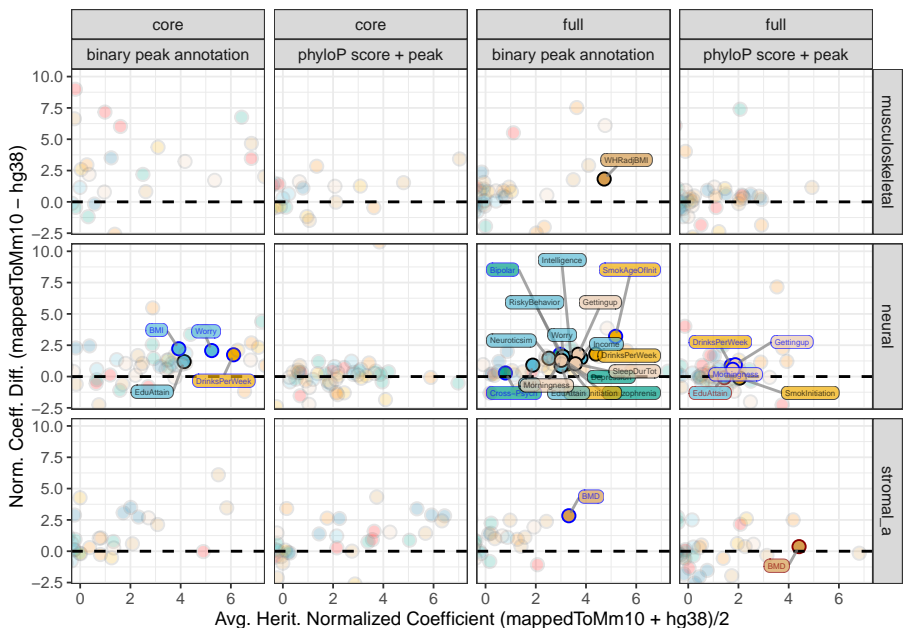 core
core
full
full
binary peak annotation
phyloP score + peak
binary peak annotation
phyloP score + peak
Norm. Coeff. Diff. (mappedToMm10 − hg38)
10.0
7.5
5.0
2.5
0.0
−2.5
WHRadjBMI
musculoskeletal
10.0
7.5
5.0
2.5
0.0
−2.5
BMI
Worry
EduAttain
DrinksPerWeek
Bipolar
Intelligence
SmokAgeOfInit
RiskyBehavior
Gettingup
Neuroticsim
Worry
Income
DrinksPerWeek
SleepDurTot
Morningness
Cross−Psych
EduAttain
DrinksPerWeek
Gettingup
Morningness
EduAttain
SmokInitiation
neural
10.0
7.5
5.0
2.5
0.0
−2.5
BMD
BMD
stromal_a
0 2 4 6
0 2 4 6
0 2 4 6
0 2 4 6
Avg. Herit. Normalized Coefficient (mappedToMm10 + hg38)/2